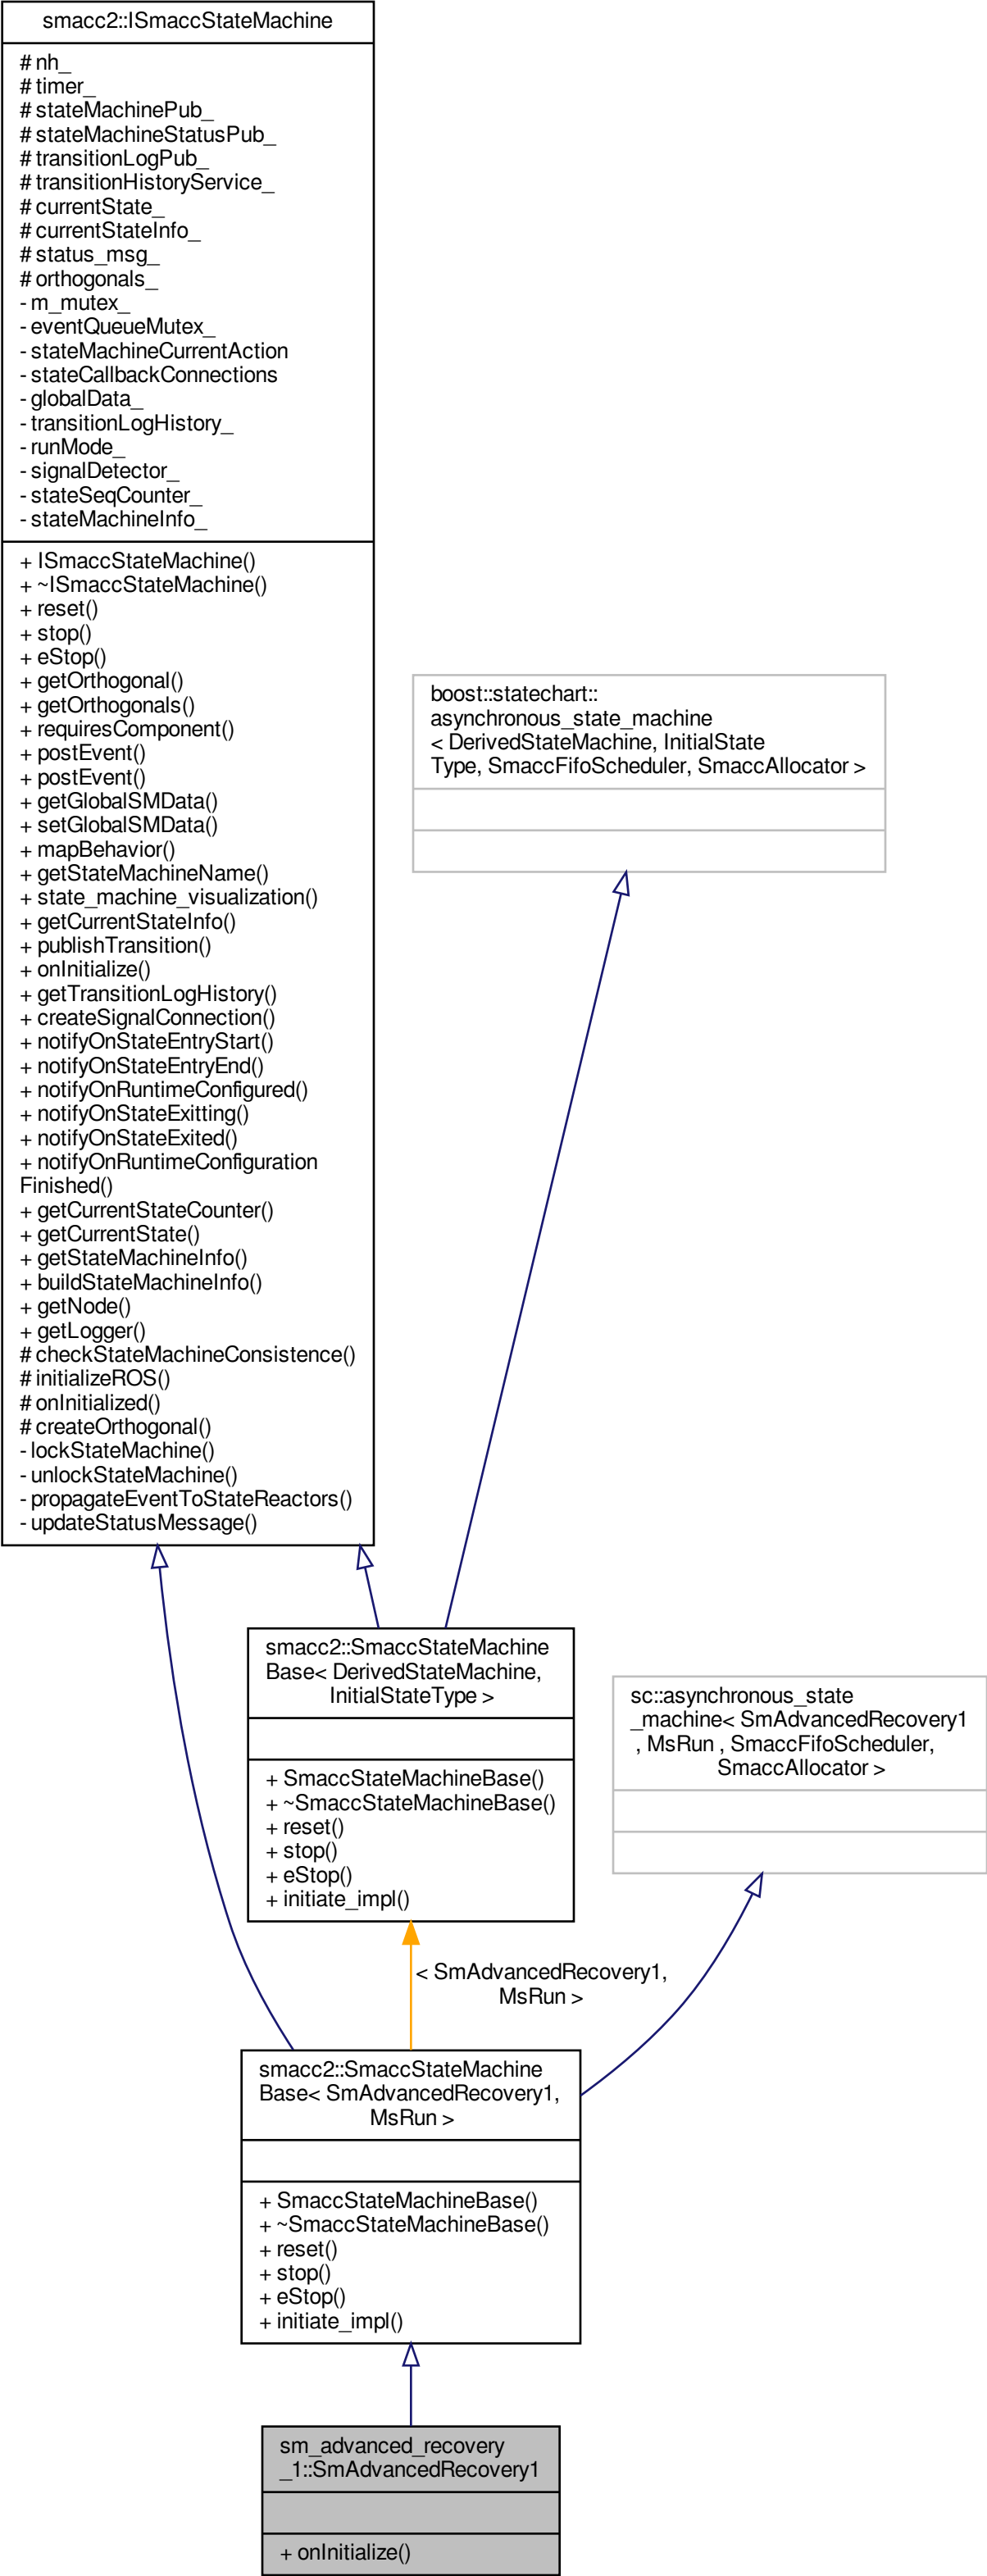 smacc2::ISmaccStateMachine
# nh_
# timer_
# stateMachinePub_
# stateMachineStatusPub_
# transitionLogPub_
# transitionHistoryService_
# currentState_
# currentStateInfo_
# status_msg_
# orthogonals_
- m_mutex_
- eventQueueMutex_
- stateMachineCurrentAction
- stateCallbackConnections
- globalData_
- transitionLogHistory_
- runMode_
- signalDetector_
- stateSeqCounter_
- stateMachineInfo_
+ ISmaccStateMachine()
+ ~ISmaccStateMachine()
+ reset()
+ stop()
+ eStop()
+ getOrthogonal()
+ getOrthogonals()
+ requiresComponent()
+ postEvent()
+ postEvent()
+ getGlobalSMData()
+ setGlobalSMData()
+ mapBehavior()
+ getStateMachineName()
+ state_machine_visualization()
+ getCurrentStateInfo()
+ publishTransition()
+ onInitialize()
+ getTransitionLogHistory()
+ createSignalConnection()
+ notifyOnStateEntryStart()
+ notifyOnStateEntryEnd()
+ notifyOnRuntimeConfigured()
+ notifyOnStateExitting()
+ notifyOnStateExited()
+ notifyOnRuntimeConfiguration
Finished()
+ getCurrentStateCounter()
+ getCurrentState()
+ getStateMachineInfo()
+ buildStateMachineInfo()
+ getNode()
+ getLogger()
# checkStateMachineConsistence()
# initializeROS()
# onInitialized()
# createOrthogonal()
- lockStateMachine()
- unlockStateMachine()
- propagateEventToStateReactors()
- updateStatusMessage()
boost::statechart::
asynchronous_state_machine
< DerivedStateMachine, InitialState
Type, SmaccFifoScheduler, SmaccAllocator >
smacc2::SmaccStateMachine
Base< DerivedStateMachine,
InitialStateType >
+ SmaccStateMachineBase()
+ ~SmaccStateMachineBase()
+ reset()
+ stop()
+ eStop()
+ initiate_impl()
sc::asynchronous_state
_machine< SmAdvancedRecovery1
, MsRun , SmaccFifoScheduler,
SmaccAllocator >
< SmAdvancedRecovery1,
MsRun >
smacc2::SmaccStateMachine
Base< SmAdvancedRecovery1,
MsRun >
+ SmaccStateMachineBase()
+ ~SmaccStateMachineBase()
+ reset()
+ stop()
+ eStop()
+ initiate_impl()
sm_advanced_recovery
_1::SmAdvancedRecovery1
+ onInitialize()